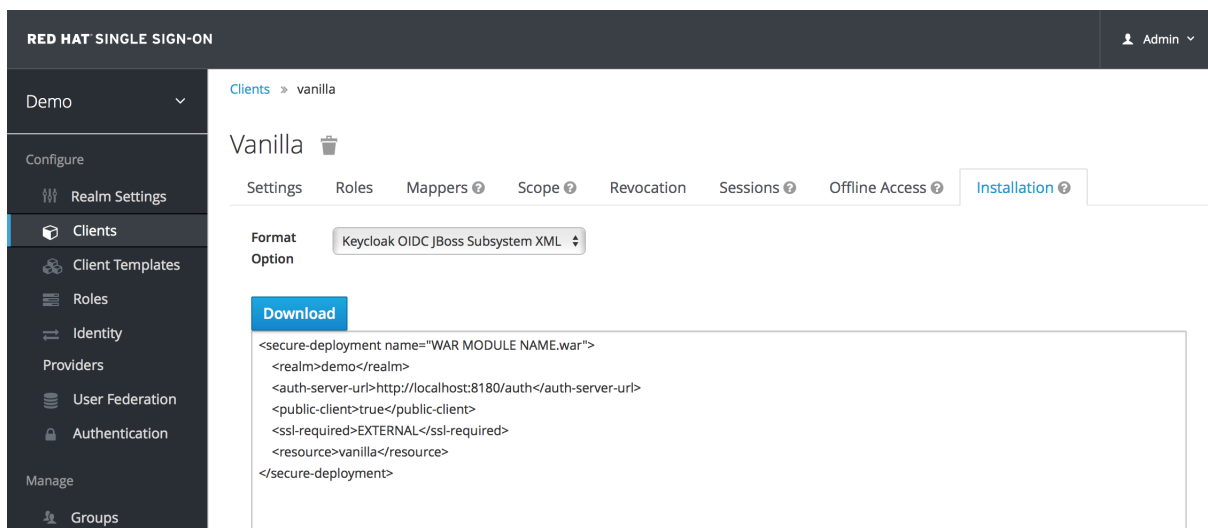 RED HAT SINGLE SIGN-ON
Admin
Demo
Clients » vanilla
Vanilla
Configure
Realm Settings
Clients
Client Templates
Roles
Identity
Providers
User Federation
Authentication
Manage
Groups
Settings Roles Mappers Scope Revocation Sessions Offline Access Installation
Format
Option
Keycloak OIDC JBoss Subsystem XML
Download
<secure-deployment name="WAR MODULE NAME.war">
<realm>demo</realm>
<auth-server-url>http://localhost:8180/auth</auth-server-url>
<public-client>true</public-client>
<ssl-required>EXTERNAL</ssl-required>
<resource>vanilla</resource>
</secure-deployment>